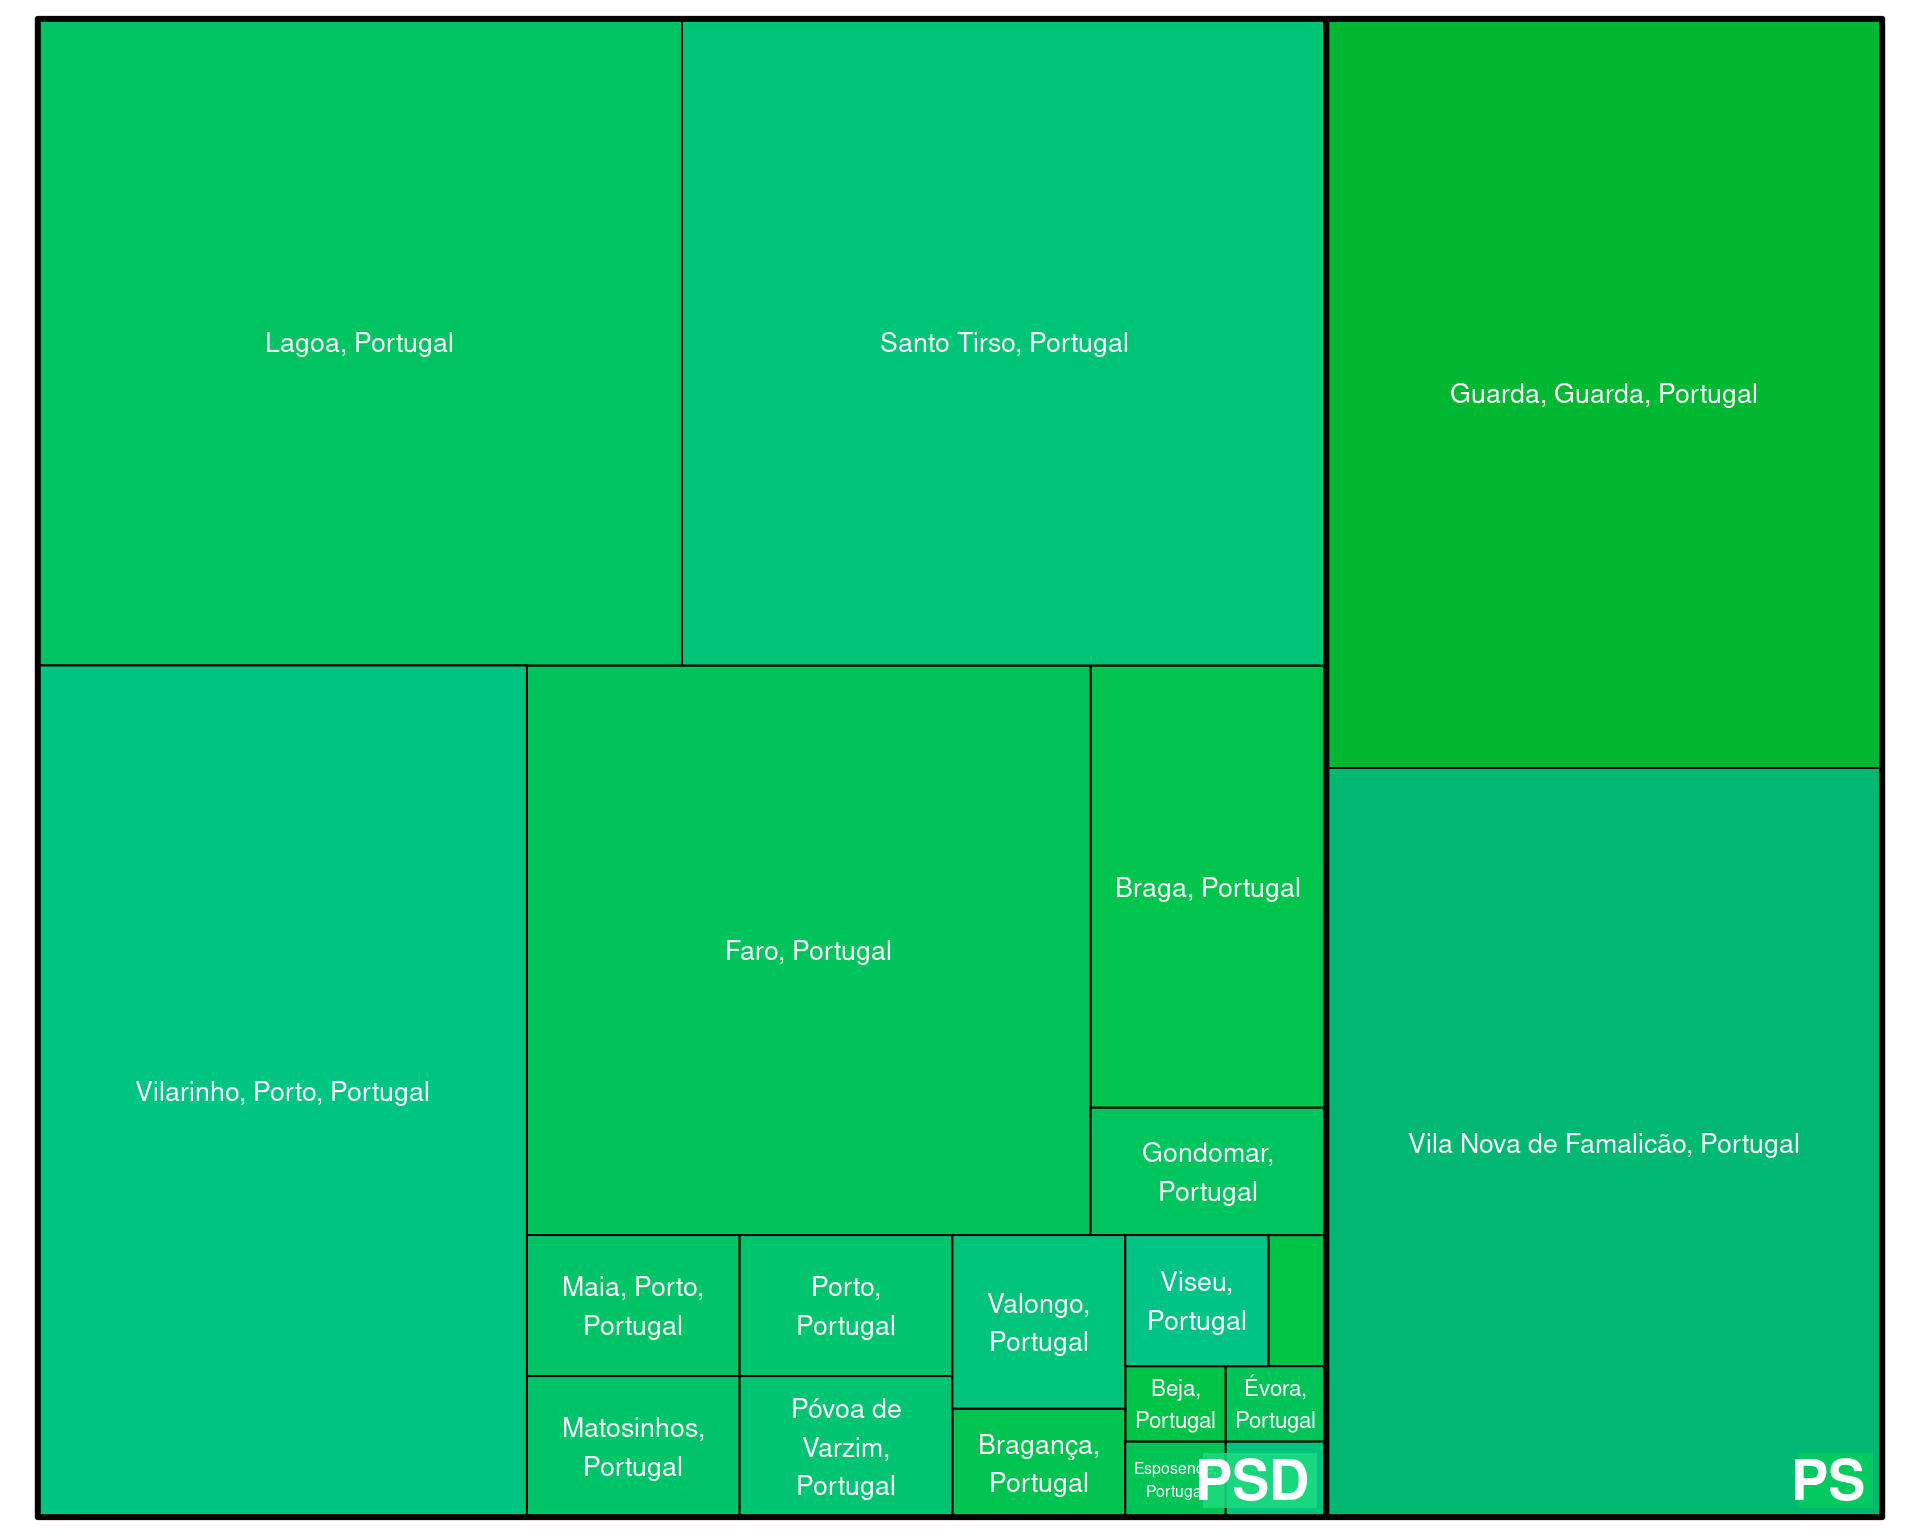 Lagoa, Portugal
Santo Tirso, Portugal
Guarda, Guarda, Portugal
Braga, Portugal
Faro, Portugal
Vilarinho, Porto, Portugal
Vila Nova de Famalicão, Portugal
Gondomar,
Portugal
Maia, Porto,
Portugal
Porto,
Portugal
Valongo,
Portugal
Viseu,
Portugal
Beja,
Portugal
Évora,
Portugal
Matosinhos,
Portugal
Póvoa de
Varzim,
Portugal
Bragança,
Portugal
PSD
PS